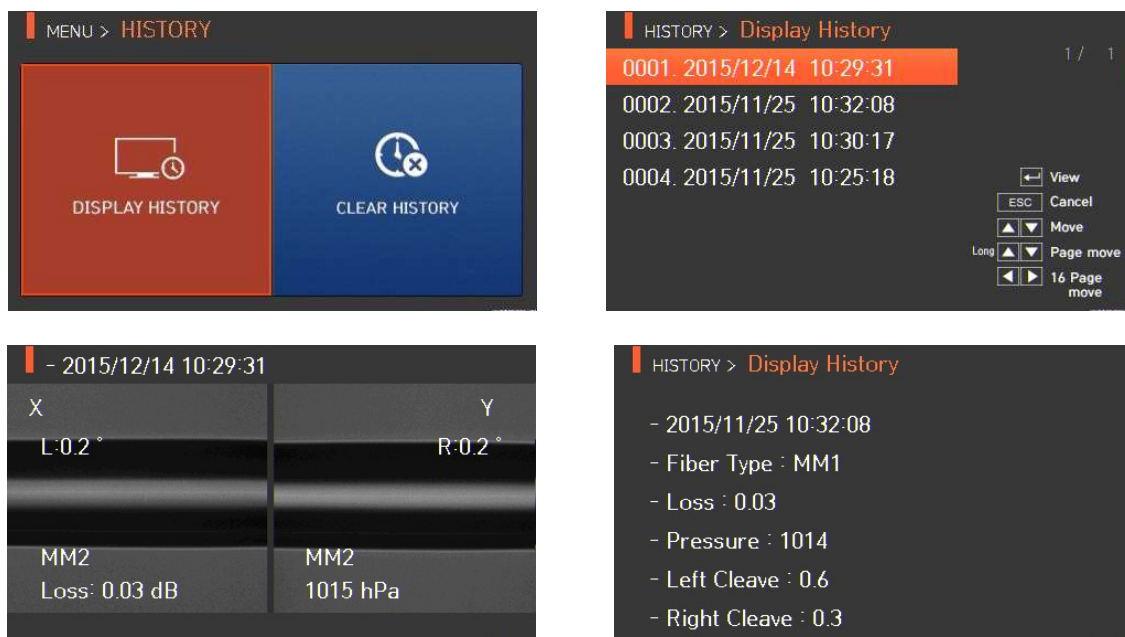 MENU > HISTORY
DISPLAY HISTORY
CLEAR HISTORY
HISTORY > Display History
1/ 1
0001. 2015/12/14 10:29:31
0002. 2015/11/25 10:32:08
0003. 2015/11/25 10:30:17
0004. 2015/11/25 10:25:18
View
ESC Cancel
Move
Long Page move
16 Page
move
- 2015/12/14 10:29:31
X Y
L:0.2 ° R:0.2 °
MM2 MM2
Loss: 0.03 dB 1015 hPa
HISTORY > Display History
- 2015/11/25 10:32:08
- Fiber Type : MM1
- Loss : 0.03
- Pressure : 1014
- Left Cleave : 0.6
- Right Cleave : 0.3